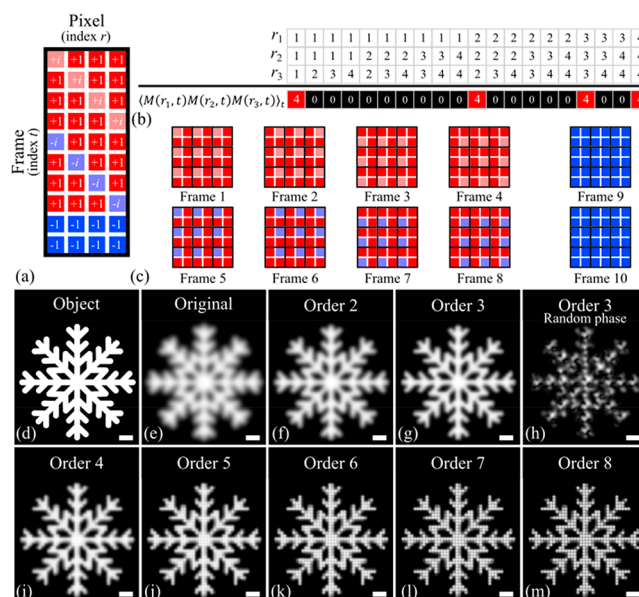 Pixel
(index r)
Frame
(index t)
+i +1 +1 +1
+1 +i +1 +1
+1 +1 +i +1
+1 +1 +1 +i
-i +1 +1 +1
+1 -i +1 +1
+1 +1 -i +1
+1 +1 +1 -i
-1 -1 -1 -1
-1 -1 -1 -1
(a)
r₁ 1 1 1 1 1 1 1 1 1 1 2 2 2 2 2 2 3 3 3 4
r₂ 1 1 1 1 2 2 2 3 3 4 2 2 2 3 3 4 3 3 4 4
r₃ 1 2 3 4 2 3 4 3 4 4 2 3 4 3 4 4 3 4 4 4
⟨M(r₁,t)M(r₂,t)M(r₃,t)⟩ₜ 4 0 0 0 0 0 0 0 0 0 4 0 0 0 0 0 4 0 0 4
(b)
Frame 1 Frame 2 Frame 3 Frame 4 Frame 9
Frame 5 Frame 6 Frame 7 Frame 8 Frame 10
(c)
Object Original Order 2 Order 3 Order 3
Random phase
(d) (e) (f) (g) (h)
Order 4 Order 5 Order 6 Order 7 Order 8
(i) (j) (k) (l) (m)